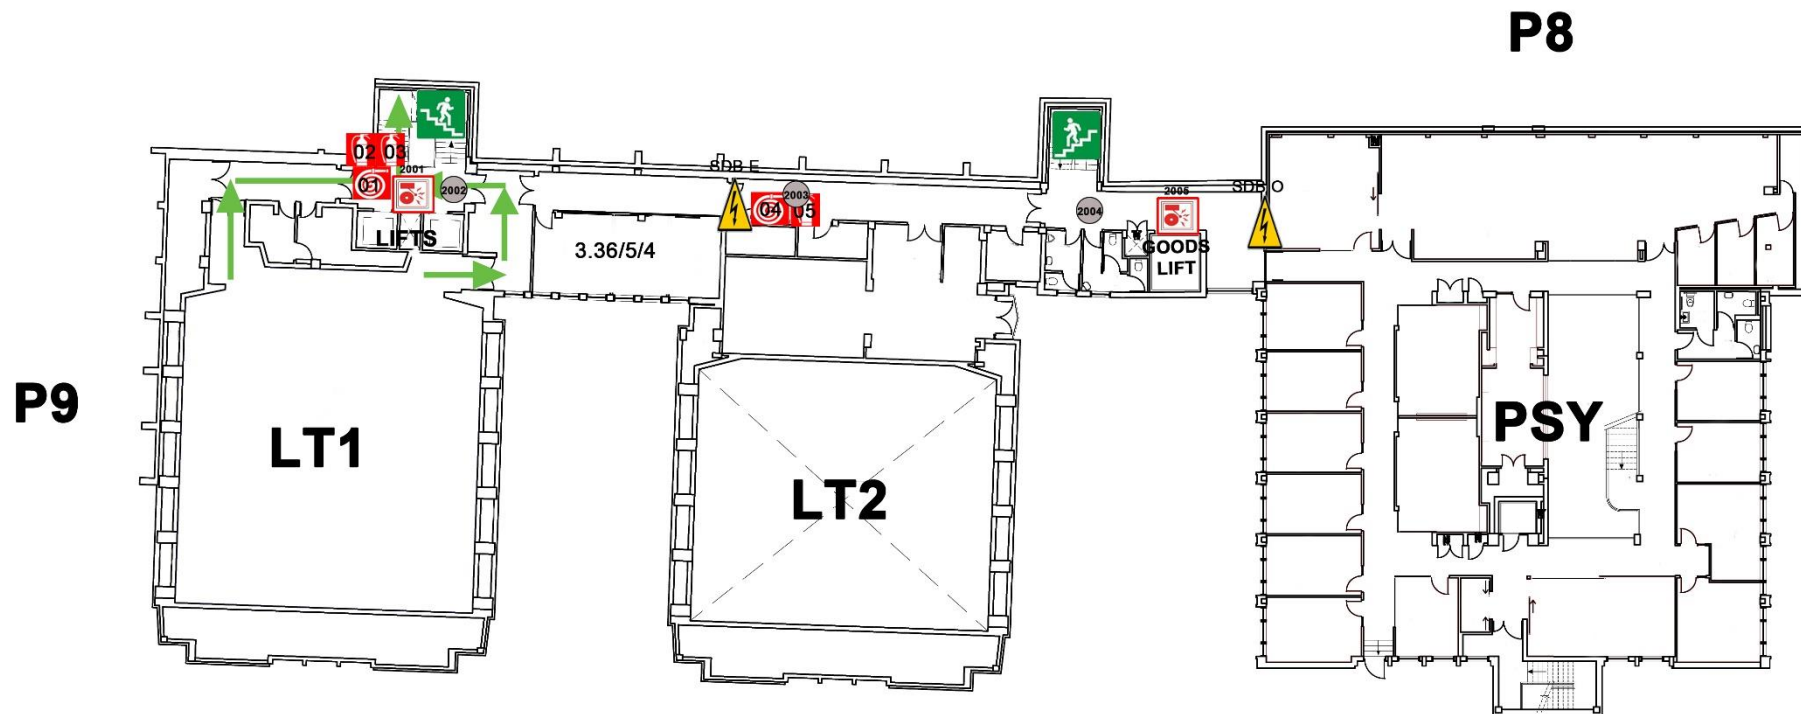 P8
P9
02 03
01
2001
2002
LIFTS
3.36/5/4
SDB E
2003
04
05
2004
2005
GOODS
LIFT
SDB O
LT1
LT2
PSY